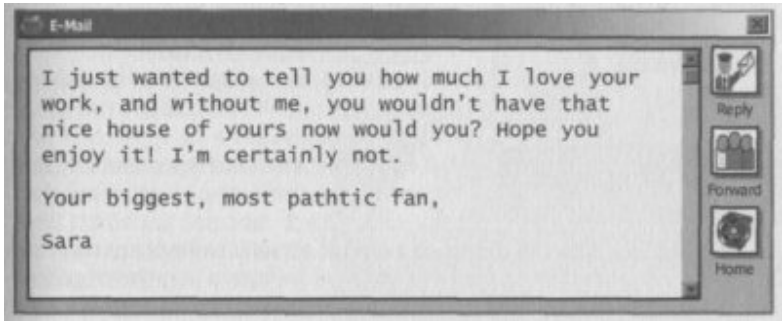 E-Mail
I just wanted to tell you how much I love your
work, and without me, you wouldn't have that
nice house of yours now would you? Hope you
enjoy it! I'm certainly not.
Your biggest, most pathtic fan,
Sara
Reply
Forward
Home